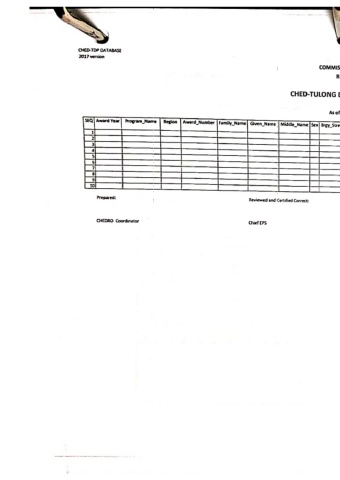 CHED-TDP DATABASE
2017 version
COMMIS
R
CHED-TULONG
As of
SEQ Award Year Program_Name Region Award_Number Family_Name Given_Name Middle_Name Sex Brgy_Stre
1
2
3
4
5
6
7
8
9
10
Prepared: Reviewed and Certified Correct:
CHEDRO Coordinator Chief EPS